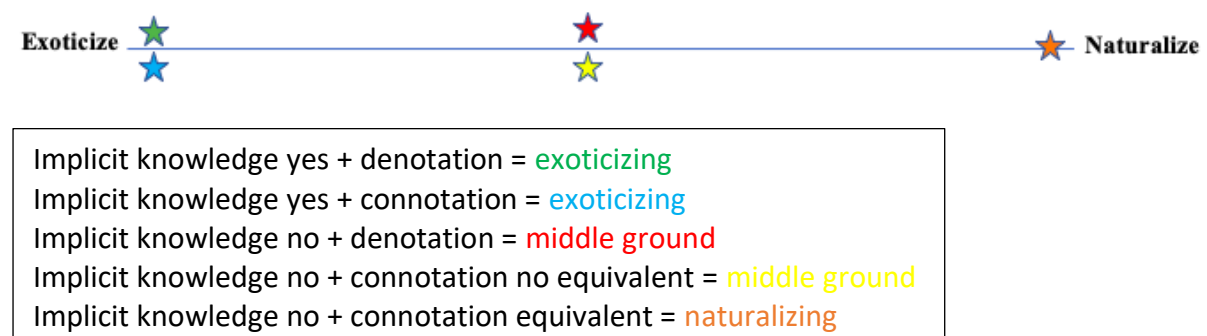 Exoticize Naturalize
Implicit knowledge yes + denotation = exoticizing
Implicit knowledge yes + connotation = exoticizing
Implicit knowledge no + denotation = middle ground
Implicit knowledge no + connotation no equivalent = middle ground
Implicit knowledge no + connotation equivalent = naturalizing